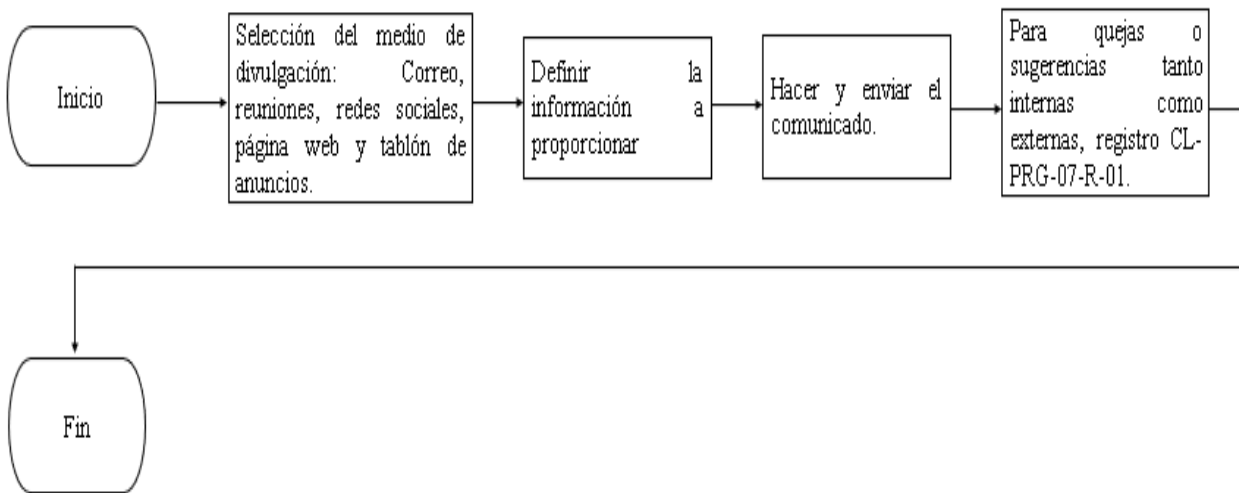 Inicio
Selección del medio de
divulgación: Correo,
reuniones, redes sociales,
página web y tablón de
anuncios.
Definir la
información a
proporcionar
Hacer y enviar el
comunicado.
Para quejas o
sugerencias tanto
internas como
externas, registro CL-
PRG-07-R-01.
Fin